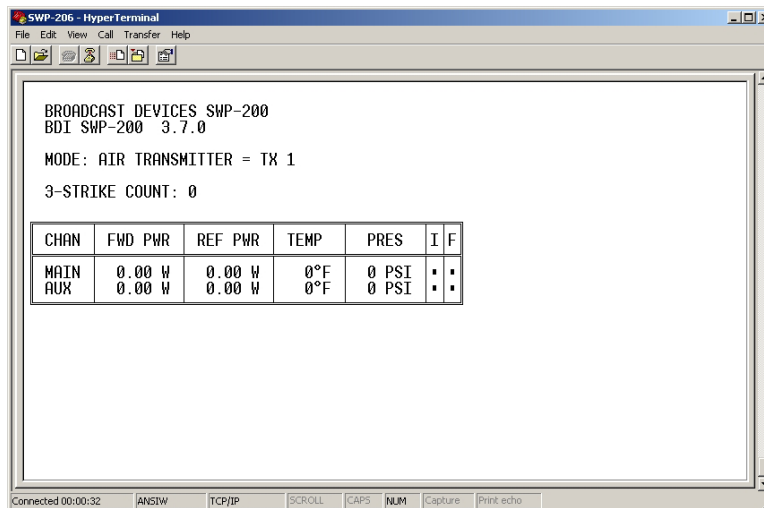 SWP-206 - HyperTerminal
File Edit View Call Transfer Help
BROADCAST DEVICES SWP-200
BDI SWP-200 3.7.0
MODE: AIR TRANSMITTER = TX 1
3-STRIKE COUNT: 0
CHAN FWD PWR REF PWR TEMP PRES I F
MAIN 0.00 W 0.00 W 0°F 0 PSI
AUX 0.00 W 0.00 W 0°F 0 PSI
Connected 00:00:32 ANSIW TCP/IP SCROLL CAPS NUM Capture Print echo